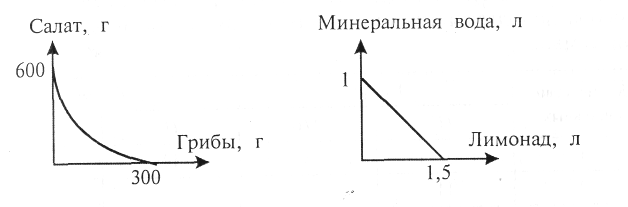 Салат, г
600
Грибы, г
300
Минеральная вода, л
1
Лимонад, л
1,5